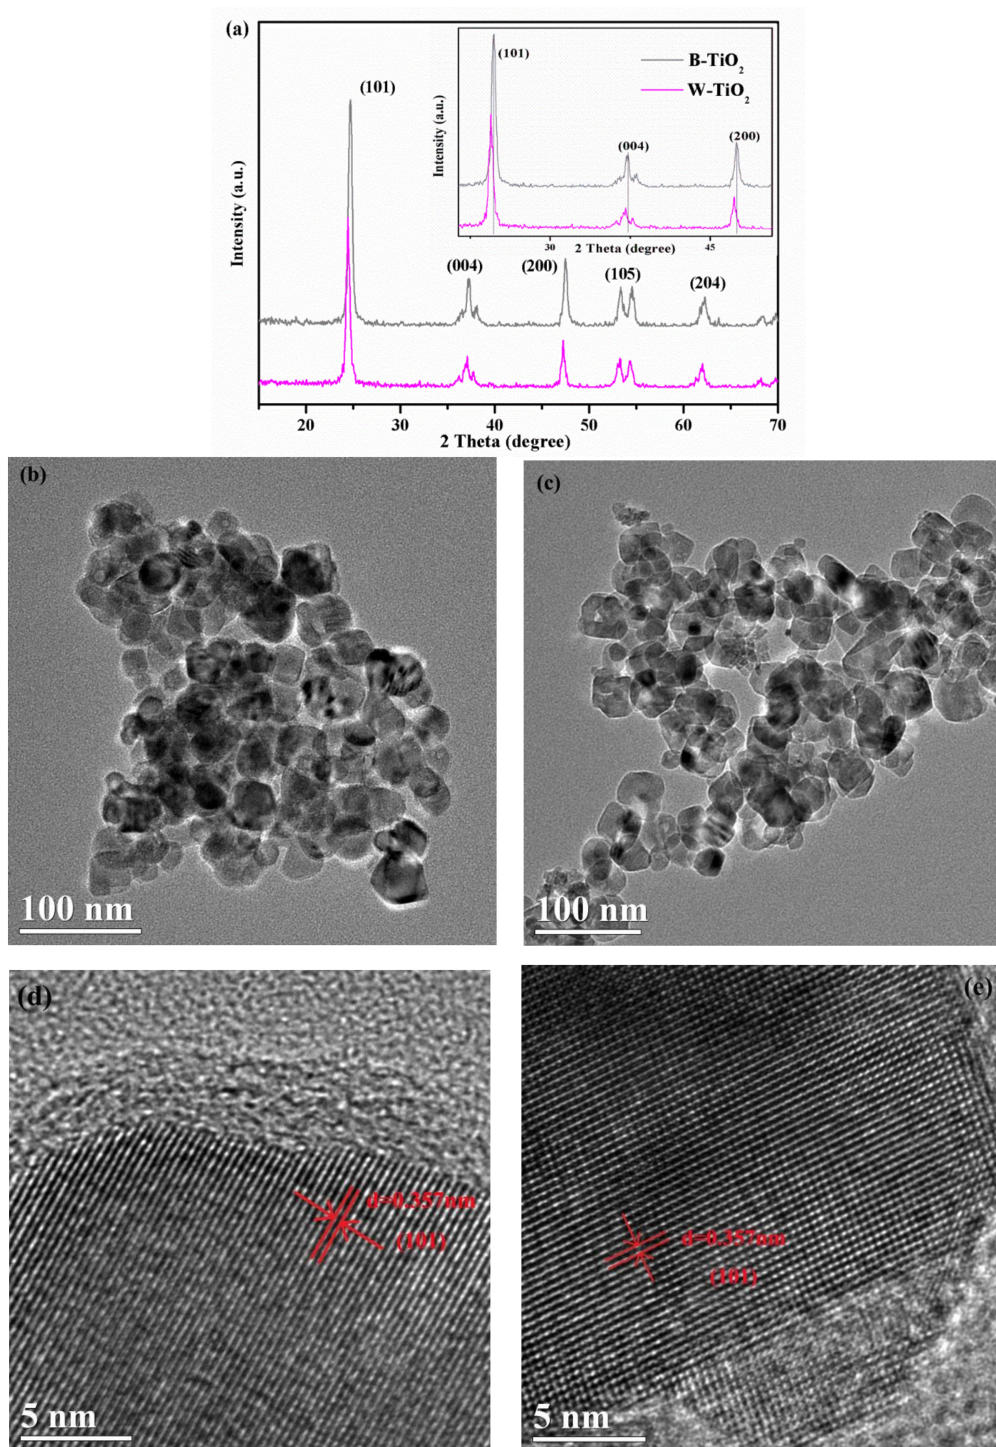 (a)
(101)
(004)
(200)
(105)
(204)
Intensity (a.u.)
20 30 40 50 60 70
2 Theta (degree)
(101)
(004)
(200)
B-TiO₂
W-TiO₂
Intensity (a.u.)
30 45
2 Theta (degree)
(b)
100 nm
(c)
100 nm
(d)
d=0.357nm
(101)
5 nm
(e)
d=0.357nm
(101)
5 nm